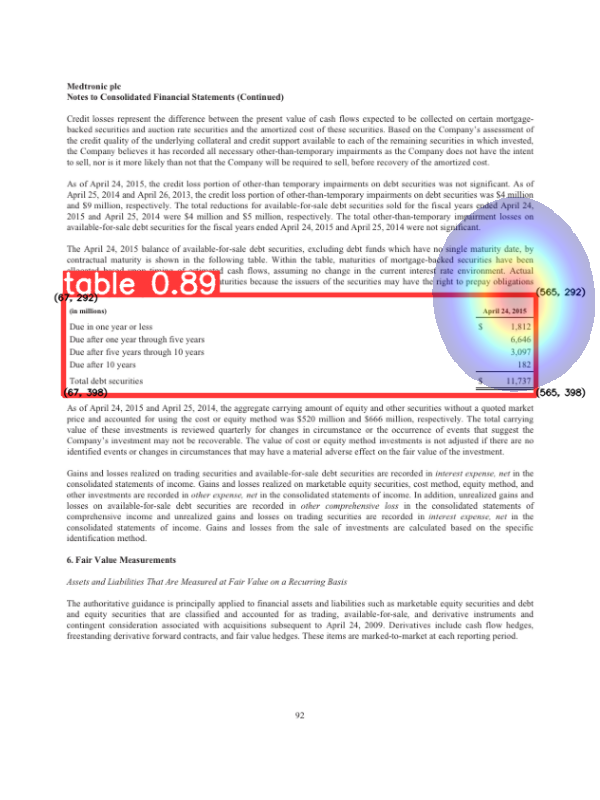 Medtronic plc
Notes to Consolidated Financial Statements (Continued)
Credit losses represent the difference between the present value of cash flows expected to be collected on certain mortgage-
backed securities and auction rate securities and the amortized cost of these securities. Based on the Company's assessment of
the credit quality of the underlying collateral and credit support available to each of the remaining securities in which invested,
the Company believes it has recorded all necessary other-than-temporary impairments as the Company does not have the intent
to sell, nor is it more likely than not that the Company will be required to sell, before recovery of the amortized cost.
As of April 24, 2015, the credit loss portion of other-than temporary impairments on debt securities was not significant. As of
April 25, 2014 and April 26, 2013, the credit loss portion of other-than-temporary impairments on debt securities was $4 million
and $9 million, respectively. The total reductions for available-for-sale debt securities sold for the fiscal years ended April 24,
2015 and April 25, 2014 were $4 million and $5 million, respectively. The total other-than-temporary impairment losses on
available-for-sale debt securities for the fiscal years ended April 24, 2015 and April 25, 2014 were not significant.
The April 24, 2015 balance of available-for-sale debt securities, excluding debt funds which have no single maturity date, by
contractual maturity is shown in the following table. Within the table, maturities of mortgage-backed securities have been
allocated based upon timing of estimated cash flows, assuming no change in the current interest rate environment. Actual
table 0.89 maturities because the issuers of the securities may have the right to prepay obligations
(67, 292) (565, 292)
(in millions) April 24, 2015
Due in one year or less $ 1,812
Due after one year through five years 6,646
Due after five years through 10 years 3,097
Due after 10 years 182
Total debt securities $ 11,737
(67, 398) (565, 398)
As of April 24, 2015 and April 25, 2014, the aggregate carrying amount of equity and other securities without a quoted market
price and accounted for using the cost or equity method was $520 million and $666 million, respectively. The total carrying
value of these investments is reviewed quarterly for changes in circumstance or the occurrence of events that suggest the
Company's investment may not be recoverable. The value of cost or equity method investments is not adjusted if there are no
identified events or changes in circumstances that may have a material adverse effect on the fair value of the investment.
Gains and losses realized on trading securities and available-for-sale debt securities are recorded in interest expense, net in the
consolidated statements of income. Gains and losses realized on marketable equity securities, cost method, equity method, and
other investments are recorded in other expense, net in the consolidated statements of income. In addition, unrealized gains and
losses on available-for-sale debt securities are recorded in other comprehensive loss in the consolidated statements of
comprehensive income and unrealized gains and losses on trading securities are recorded in interest expense, net in the
consolidated statements of income. Gains and losses from the sale of investments are calculated based on the specific
identification method.
6. Fair Value Measurements
Assets and Liabilities That Are Measured at Fair Value on a Recurring Basis
The authoritative guidance is principally applied to financial assets and liabilities such as marketable equity securities and debt
and equity securities that are classified and accounted for as trading, available-for-sale, and derivative instruments and
contingent consideration associated with acquisitions subsequent to April 24, 2009. Derivatives include cash flow hedges,
freestanding derivative forward contracts, and fair value hedges. These items are marked-to-market at each reporting period.
92